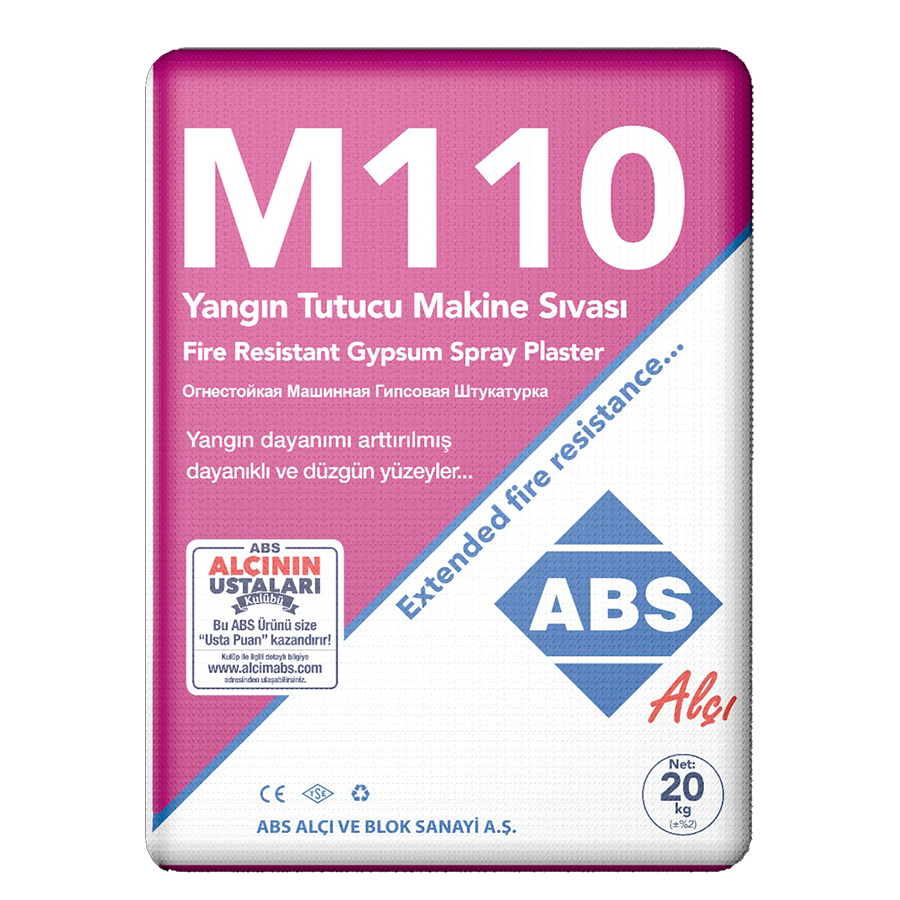 M110
Yangın Tutucu Makine Sıvası
Fire Resistant Gypsum Spray Plaster
Огнестойкая Машинная Гипсовая Штукатурка
Yangın dayanımı arttırılmış
dayanıklı ve düzgün yüzeyler...
Extended fire resistance...
ABS
ALÇININ
USTALARI
Kulübü
Bu ABS Ürünü size
“Usta Puan” kazandırır!
Kulüp ile ilgili detaylı bilgiye
www.alcimabs.com
adresinden ulaşabilirsiniz.
ABS
Alçı
Net:
20
kg
(±%2)
CE
TSE
ABS ALÇI VE BLOK SANAYİ A.Ş.